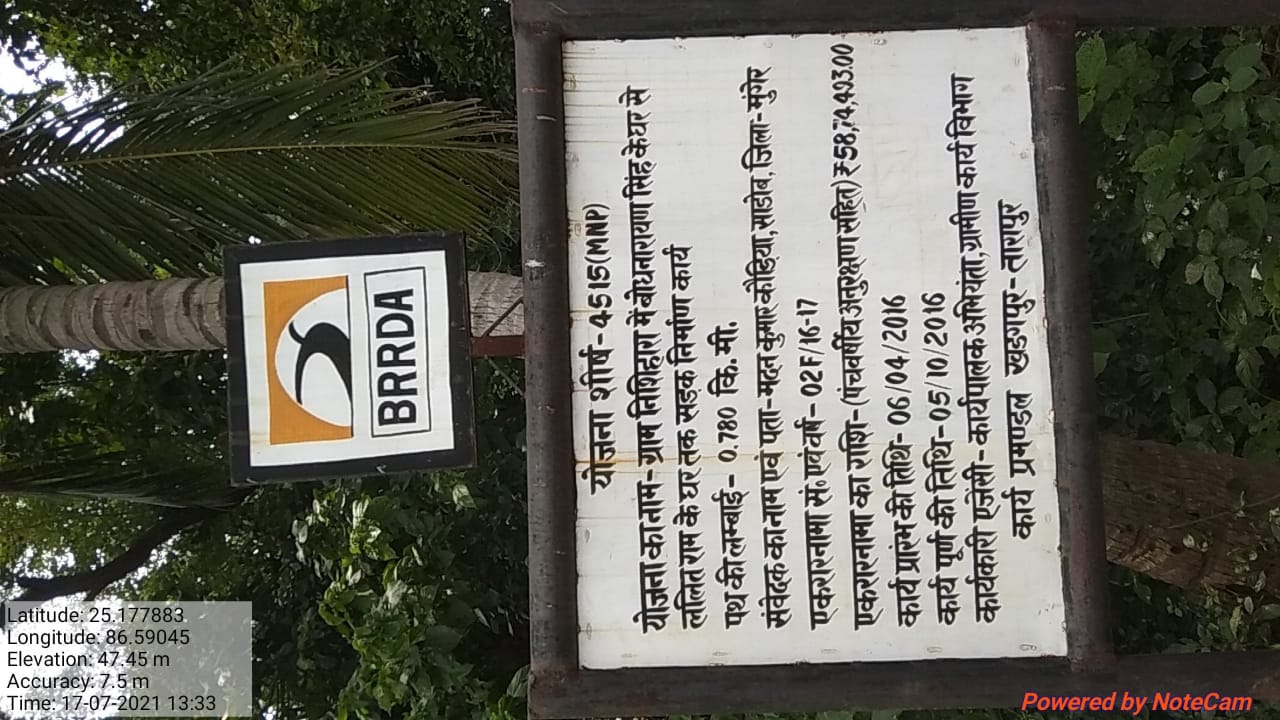 BRRDA
योजना शीर्ष - 4515 (MNP)
योजना का नाम - ग्राम निशिहारा में बोधनारायण सिंह के घर से
ललित राम के घर तक सड़क निर्माण कार्य
पथ की लम्बाई - 0.780 कि. मी.
संवेदक का नाम एवं पता - महन्त कुमार कौड़िया, साडोव, जिला - मुंगेर
एकरारनामा सं० एवं वर्ष - 02F/16-17
एकरारनामा का राशि - (पंचवर्षीय अनुरक्षण सहित) ₹ 58,74,493.00
कार्य प्रारंभ की तिथि - 06/04/2016
कार्य पूर्ण की तिथि - 05/10/2016
कार्यकारी एजेंसी - कार्यपालक अभियंता, ग्रामीण कार्य विभाग
कार्य प्रमण्डल खड़गपुर - तारापुर
Latitude: 25.177883
Longitude: 86.59045
Elevation: 47.45 m
Accuracy: 7.5 m
Time: 17-07-2021 13:33
Powered by NoteCam